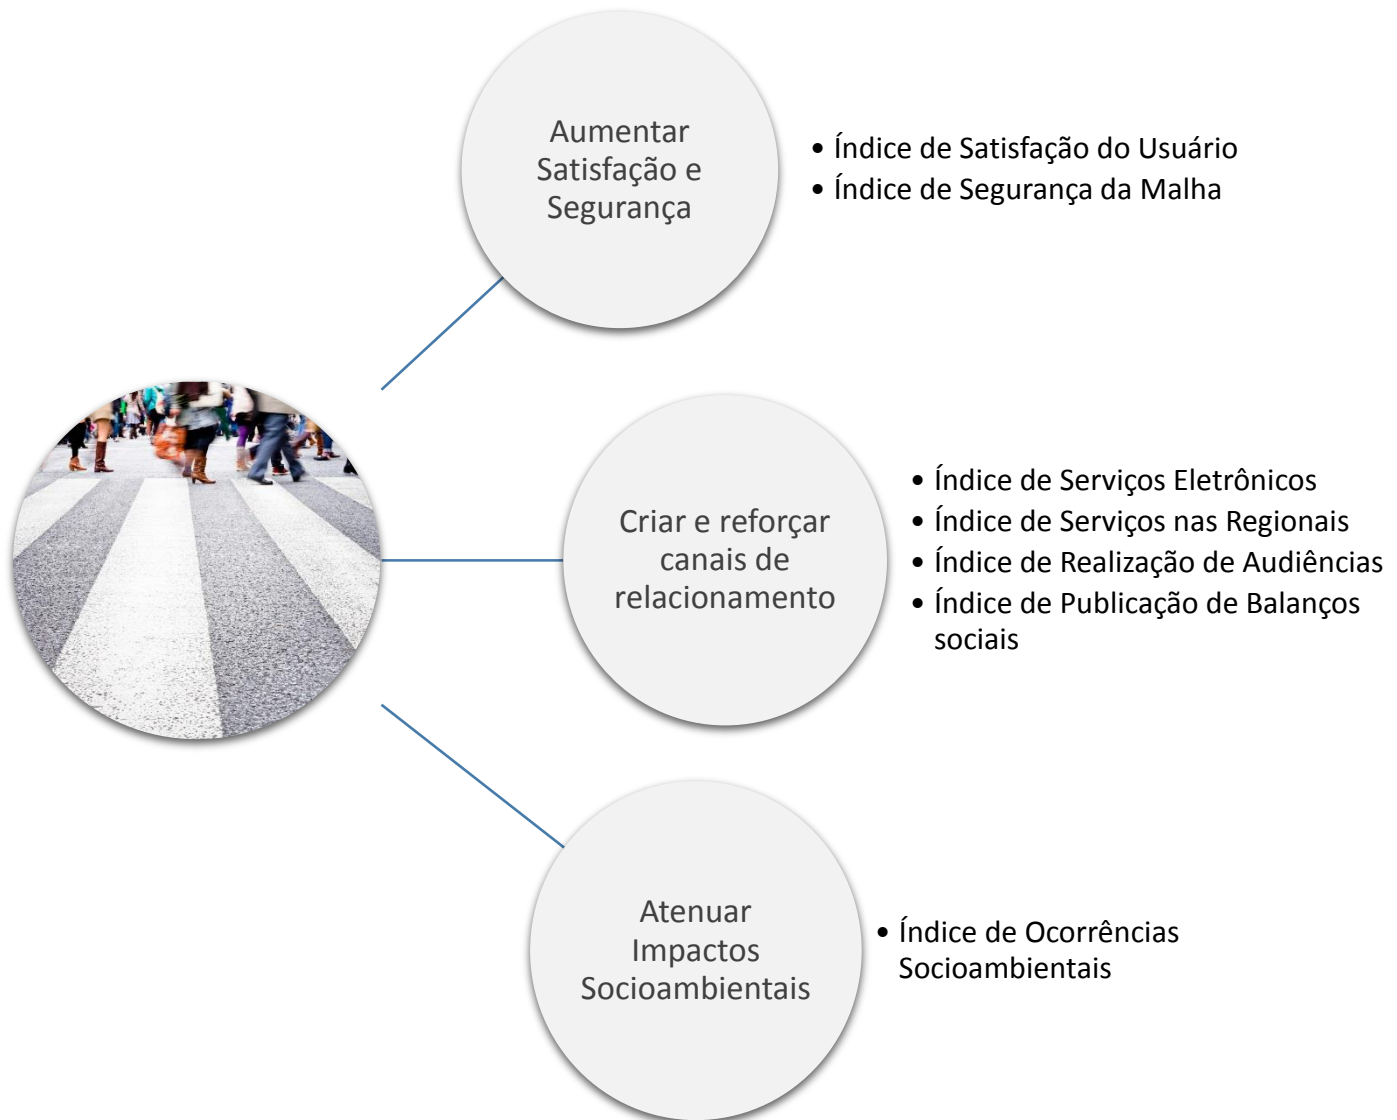 Aumentar
Satisfação e
Segurança
• Índice de Satisfação do Usuário
• Índice de Segurança da Malha
Criar e reforçar
canais de
relacionamento
• Índice de Serviços Eletrônicos
• Índice de Serviços nas Regionais
• Índice de Realização de Audiências
• Índice de Publicação de Balanços
sociais
Atenuar
Impactos
Socioambientais
• Índice de Ocorrências
Socioambientais